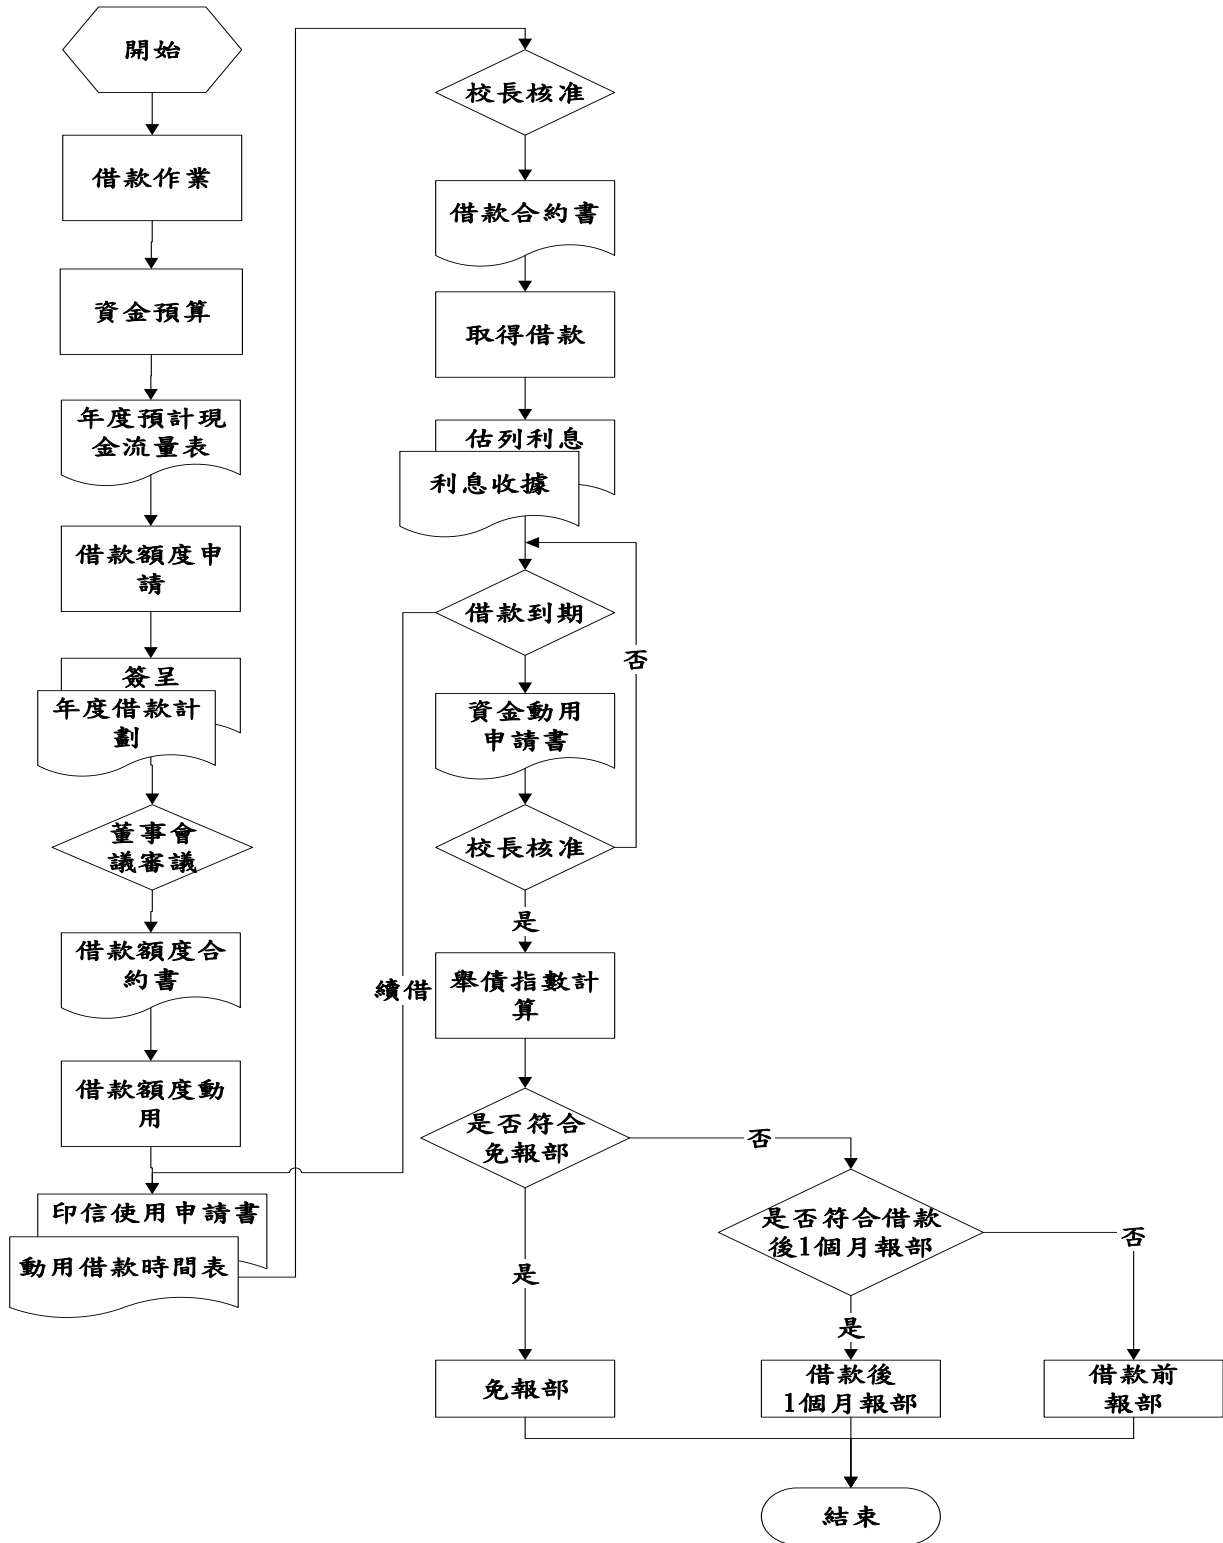 開始
借款作業
資金預算
年度預計現
金流量表
借款額度申
請
簽呈
年度借款計
劃
董事會
議審議
借款額度合
約書
借款額度動
用
印信使用申請書
動用借款時間表
校長核准
借款合約書
取得借款
估列利息
利息收據
借款到期
否
續借
資金動用
申請書
校長核准
是
舉債指數計
算
是否符合
免報部
否
是
是否符合借款
後1個月報部
否
是
免報部
借款後
1個月報部
借款前
報部
結束